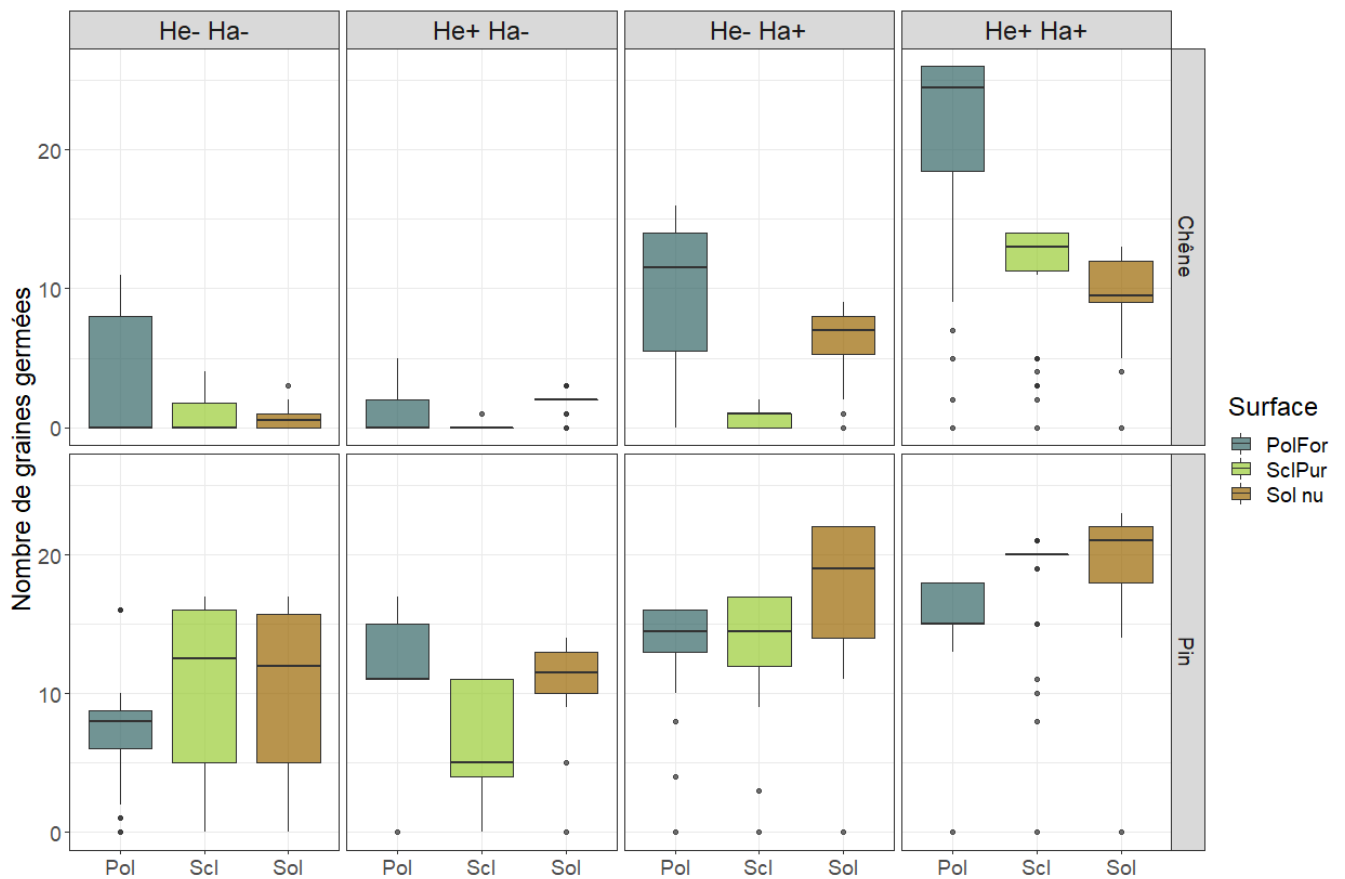 He- Ha-
He+ Ha-
He- Ha+
He+ Ha+
Nombre de graines germées
20
10
0
Chêne
20
10
0
Pin
Pol
Scl
Sol
Pol
Scl
Sol
Pol
Scl
Sol
Pol
Scl
Sol
Surface
PolFor
SclPur
Sol nu